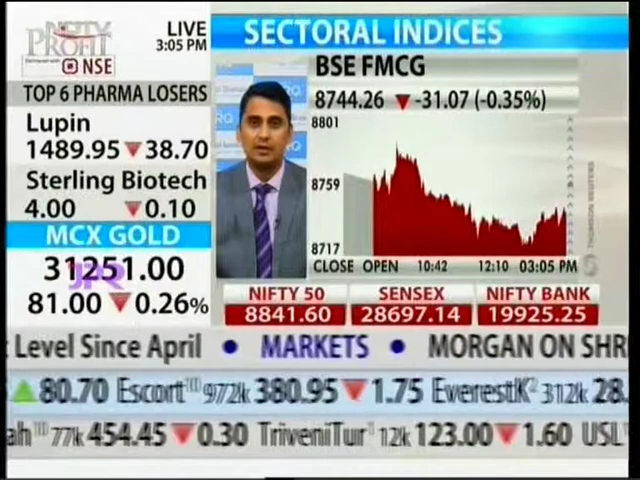 NIFTY
PROFIT
NSE
LIVE
3:05 PM
SECTORAL INDICES
TOP 6 PHARMA LOSERS
Lupin
1489.95 ▼38.70
Sterling Biotech
4.00 ▼0.10
MCX GOLD
31251.00
81.00 ▼0.26%
BSE FMCG
8744.26 ▼ -31.07 (-0.35%)
8801
8759
8717
CLOSE OPEN 10:42 12:10 03:05 PM
THOMSON REUTERS
NIFTY 50 SENSEX NIFTY BANK
8841.60 28697.14 19925.25
Level Since April • MARKETS • MORGAN ON SHR
▲80.70 Escort 972k 380.95▼1.75 EverestK 312k 28.
ah 77k 454.45▼0.30 TriveniTur 12k 123.00▼1.60 USL